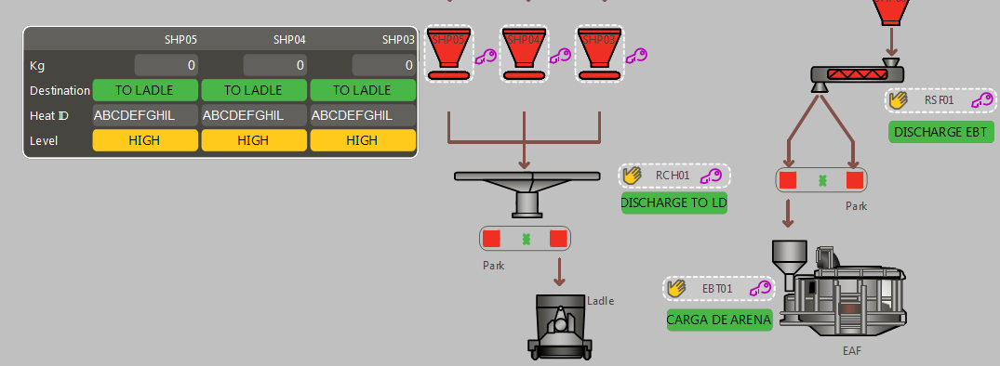 SHP05 SHP04 SHP03
Kg 0 0 0
Destination TO LADLE TO LADLE TO LADLE
Heat ID ABCDEFGHIL ABCDEFGHIL ABCDEFGHIL
Level HIGH HIGH HIGH
SHP05 SHP04 SHP03
RSF01
DISCHARGE EBT
RCH01
DISCHARGE TO LD
Park
Park
EBT01
CARGA DE ARENA
Ladle
EAF